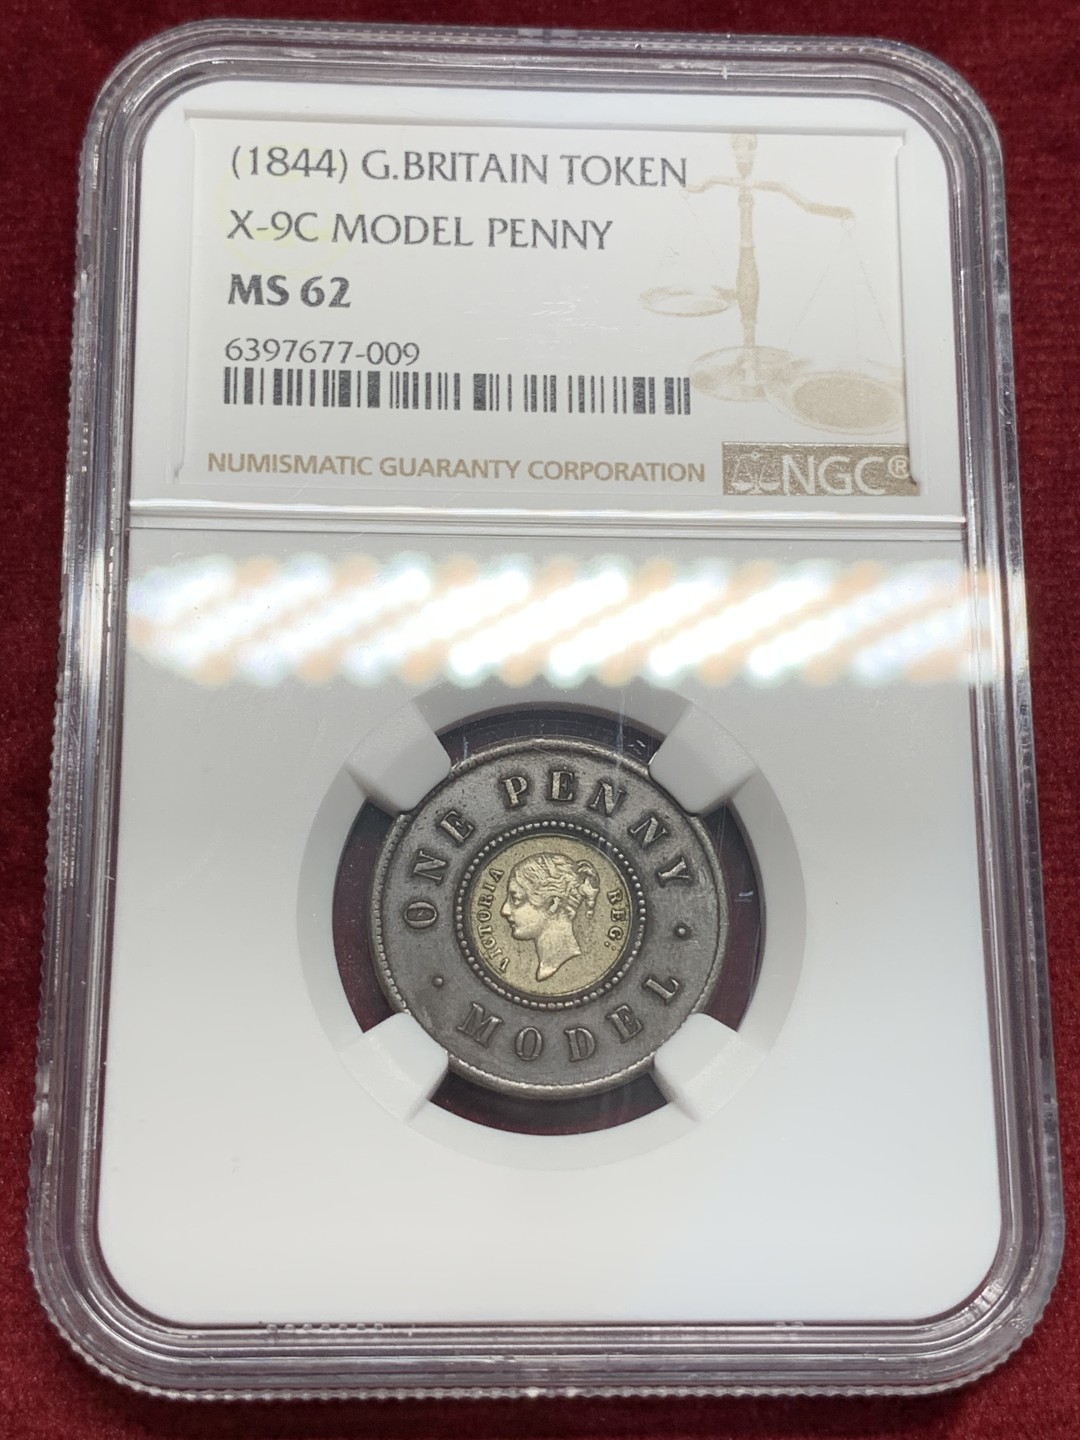 (1844) G.BRITAIN TOKEN
X-9C MODEL PENNY
MS 62
6397677-009
NUMISMATIC GUARANTY CORPORATION
NGC®
ONE PENNY
VICTORIA REG:
· MODEL ·